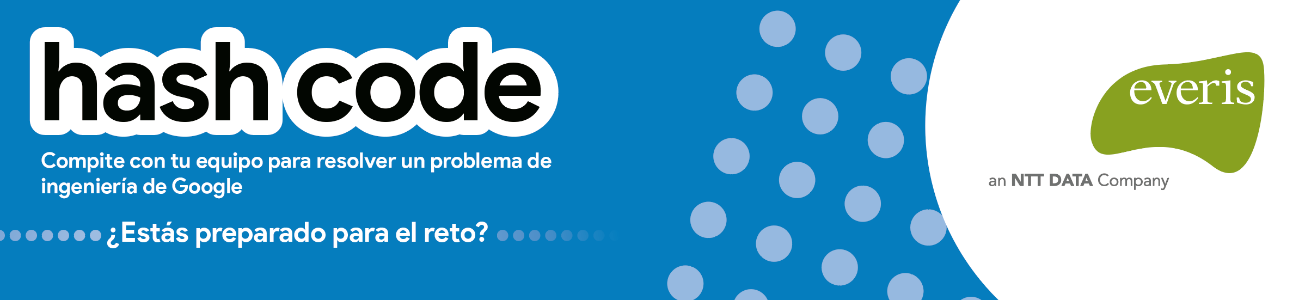 hash code
Compite con tu equipo para resolver un problema de
ingeniería de Google
¿Estás preparado para el reto?
everis
an NTT DATA Company